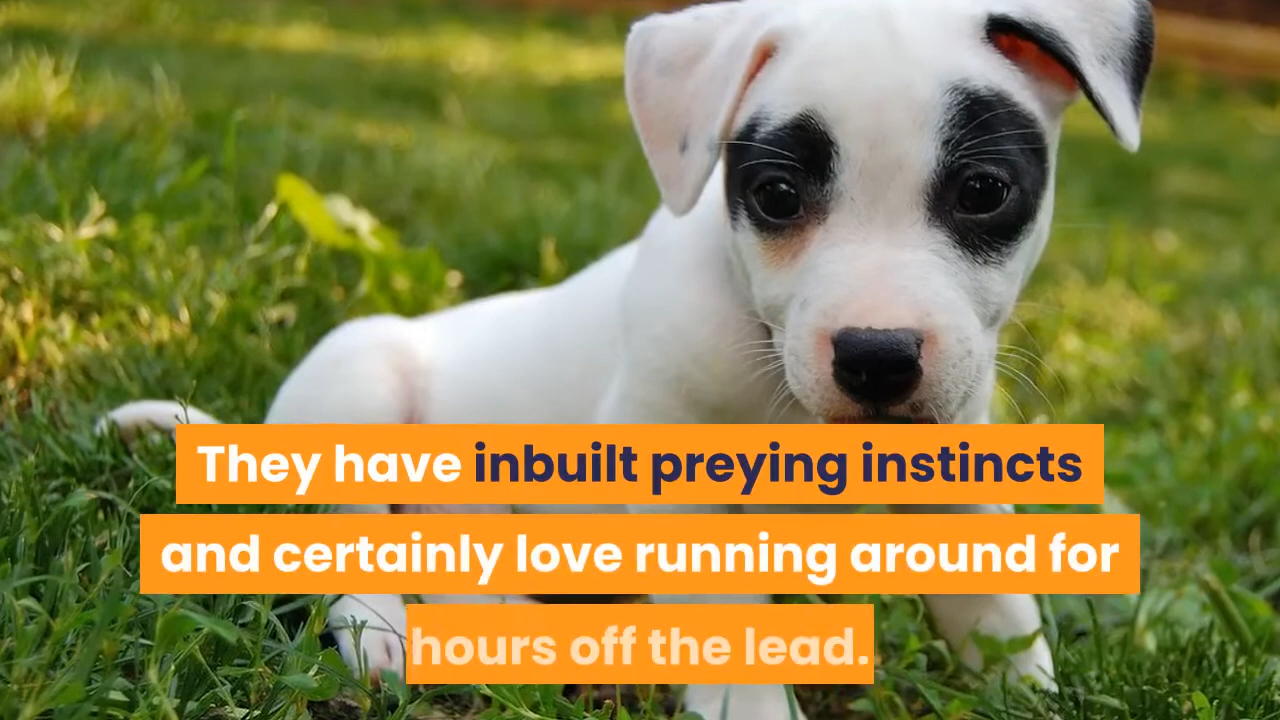 They have inbuilt preying instincts
and certainly love running around for
hours off the lead.